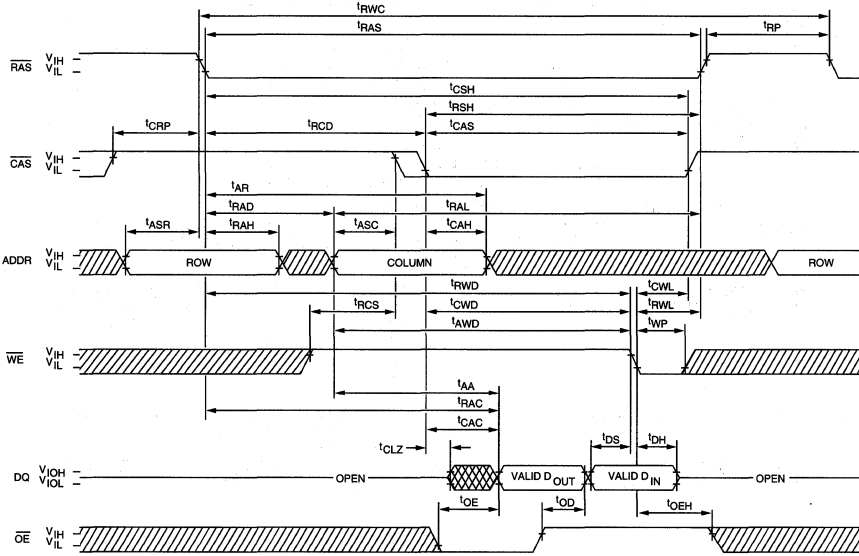 tRWC
tRAS
tRP
RAS VIH
VIL
tCSH
tRSH
tCRP
tRCD
tCAS
CAS VIH
VIL
tAR
tRAD
tRAL
tASR
tRAH
tASC
tCAH
ADDR VIH
VIL
ROW
COLUMN
ROW
tRWD
tCWL
tRCS
tCWD
tRWL
tAWD
tWP
WE VIH
VIL
tAA
tRAC
tCAC
tCLZ
tDS
tDH
DQ VIOH
VIOL
OPEN
VALID DOUT
VALID DIN
OPEN
tOE
tOD
tOEH
OE VIH
VIL